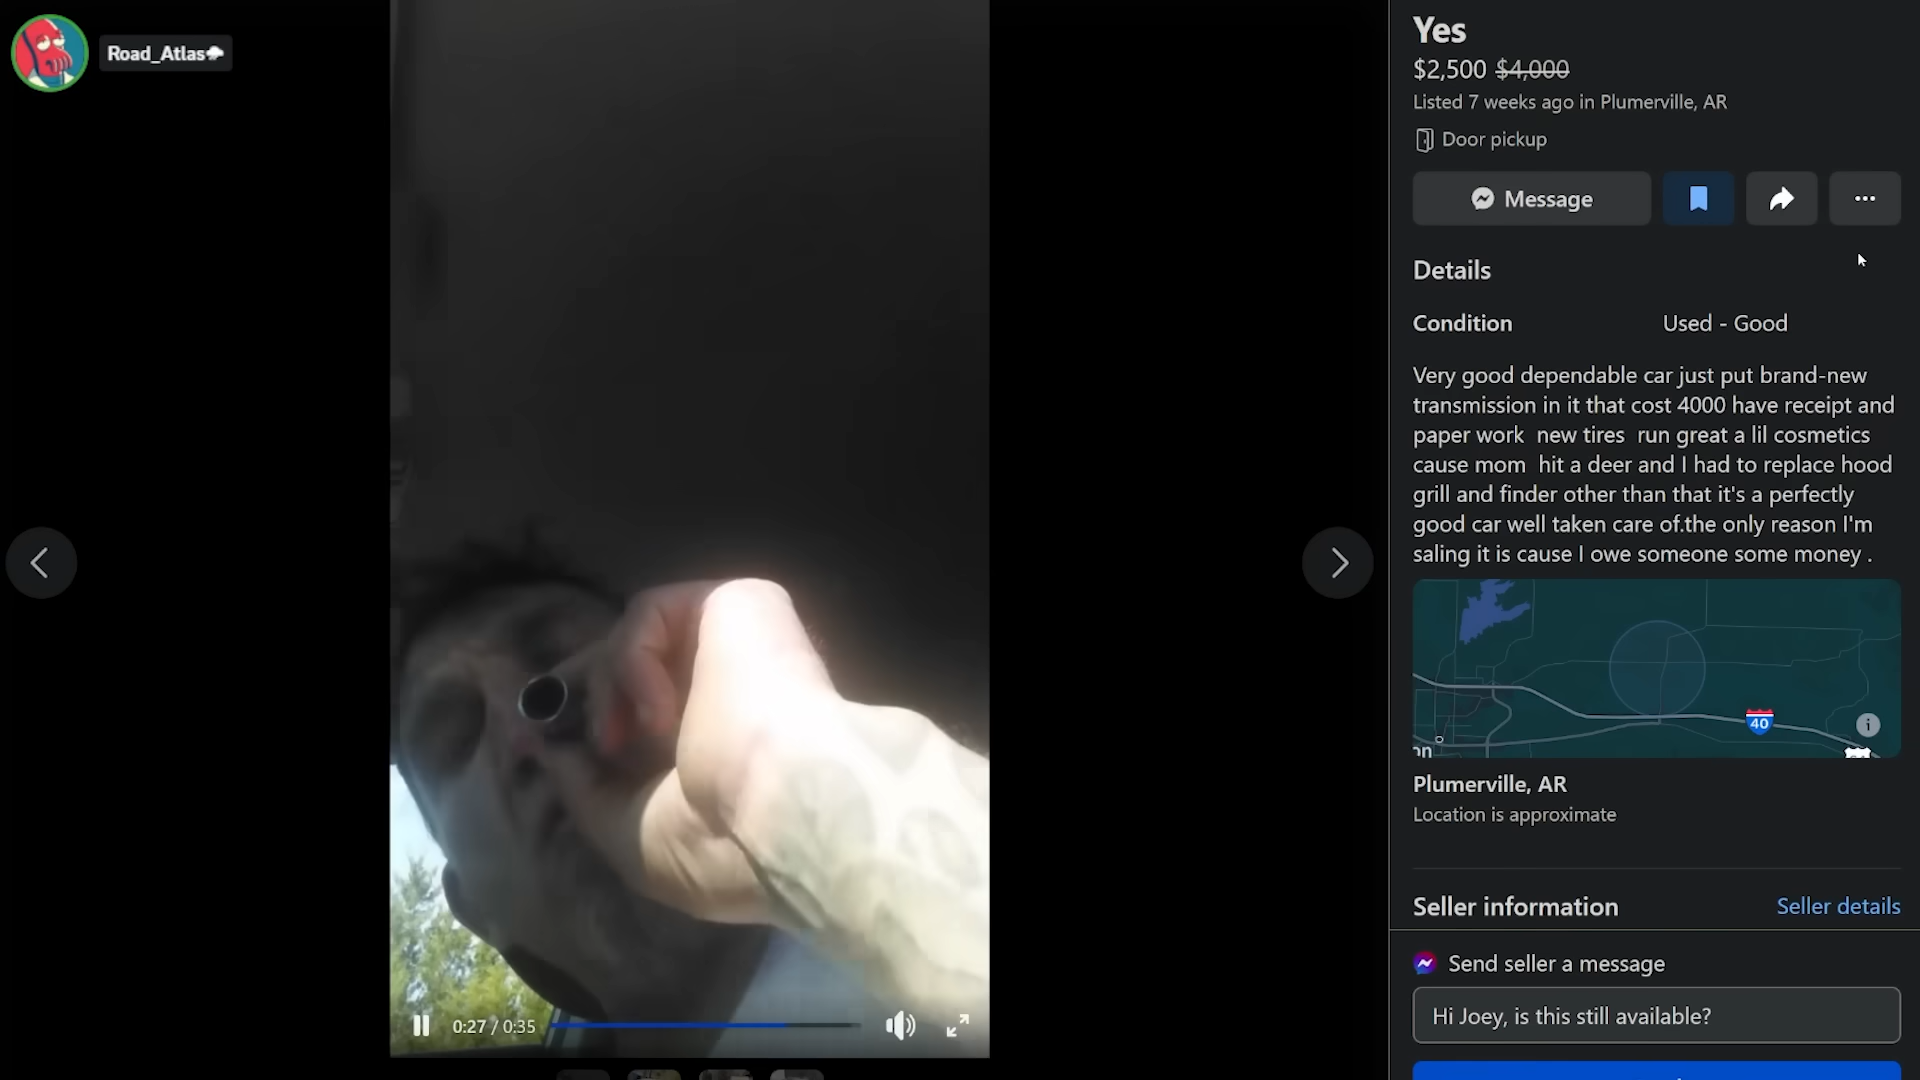 Road_Atlas
Yes
$2,500 $4,000
Listed 7 weeks ago in Plumerville, AR
Door pickup
Message
Details
Condition Used - Good
Very good dependable car just put brand-new
transmission in it that cost 4000 have receipt and
paper work  new tires  run great a lil cosmetics
cause mom  hit a deer and I had to replace hood
grill and finder other than that it's a perfectly
good car well taken care of.the only reason I'm
saling it is cause I owe someone some money .
40
on
Plumerville, AR
Location is approximate
Seller information Seller details
Send seller a message
Hi Joey, is this still available?
0:27 / 0:35